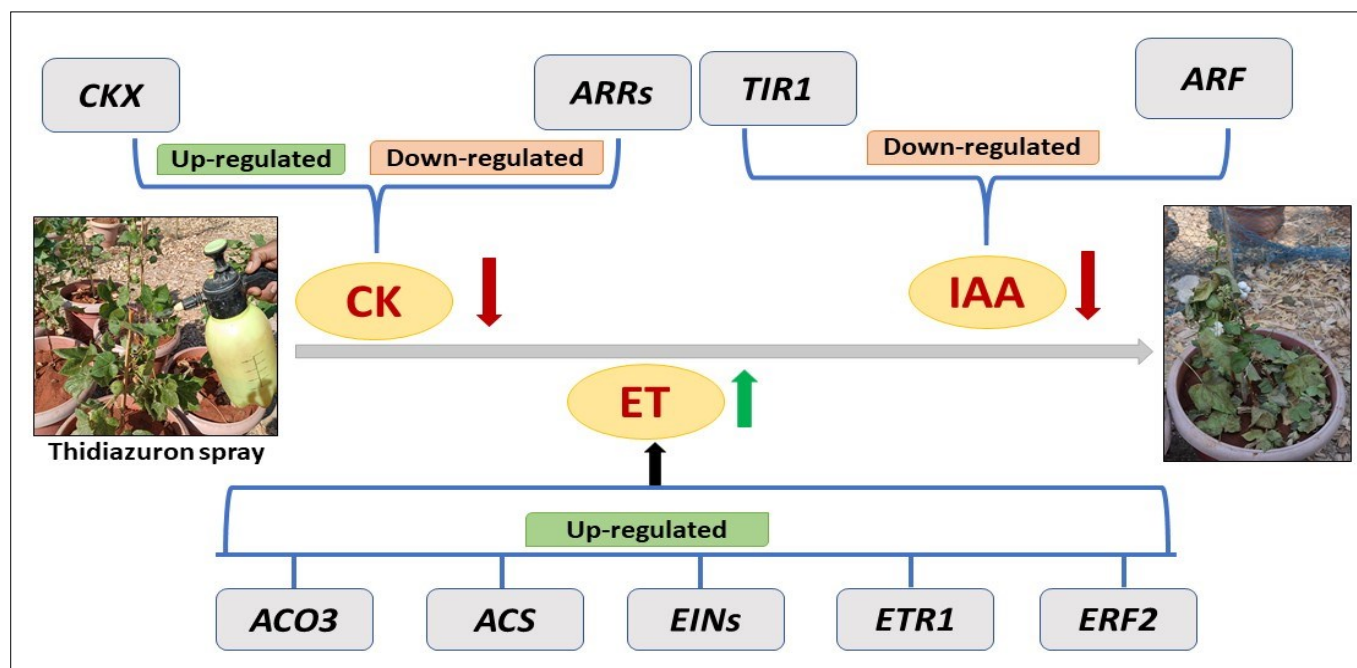 CKX
ARRs
TIR1
ARF
Up-regulated
Down-regulated
Down-regulated
CK
IAA
ET
Thidiazuron spray
Up-regulated
ACO3
ACS
EINs
ETR1
ERF2